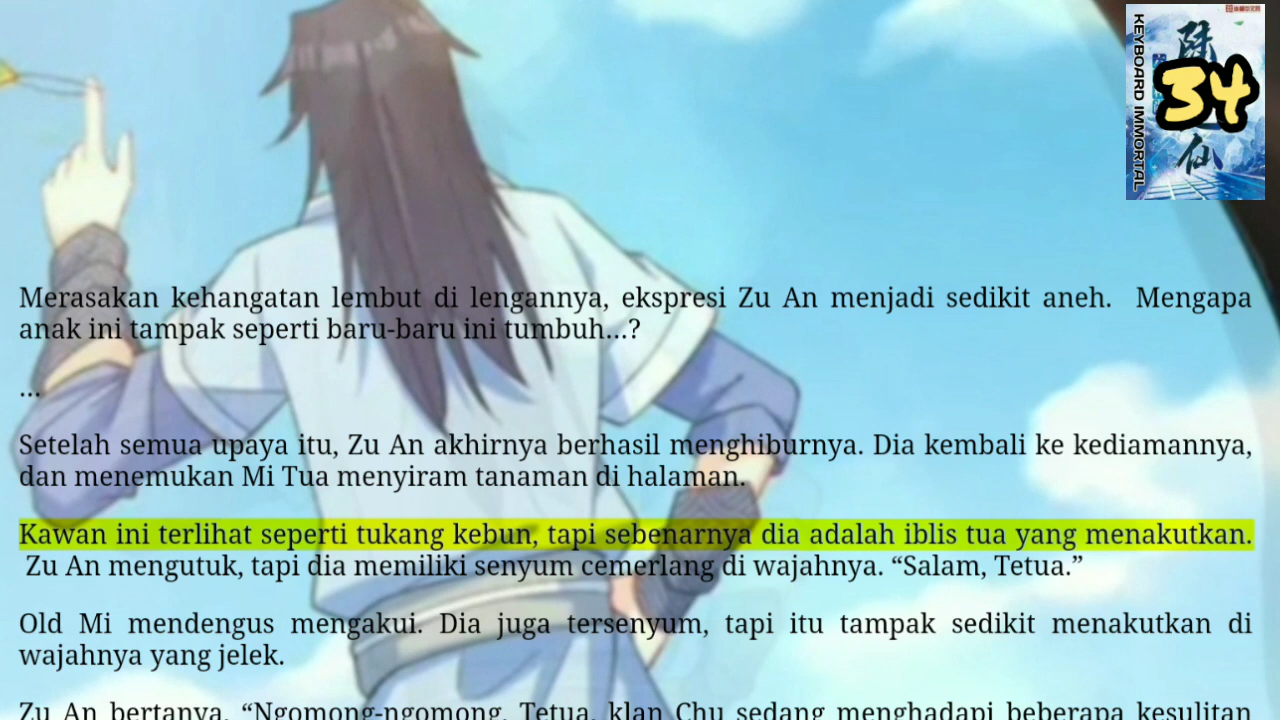 KEYBOARD IMMORTAL
陆
仙
34
Merasakan kehangatan lembut di lengannya, ekspresi Zu An menjadi sedikit aneh. Mengapa
anak ini tampak seperti baru-baru ini tumbuh...?
...
Setelah semua upaya itu, Zu An akhirnya berhasil menghiburnya. Dia kembali ke kediamannya,
dan menemukan Mi Tua menyiram tanaman di halaman.
Kawan ini terlihat seperti tukang kebun, tapi sebenarnya dia adalah iblis tua yang menakutkan.
Zu An mengutuk, tapi dia memiliki senyum cemerlang di wajahnya. “Salam, Tetua.”
Old Mi mendengus mengakui. Dia juga tersenyum, tapi itu tampak sedikit menakutkan di
wajahnya yang jelek.
Zu An bertanya, “Ngomong-ngomong, Tetua, klan Chu sedang menghadapi beberapa kesulitan